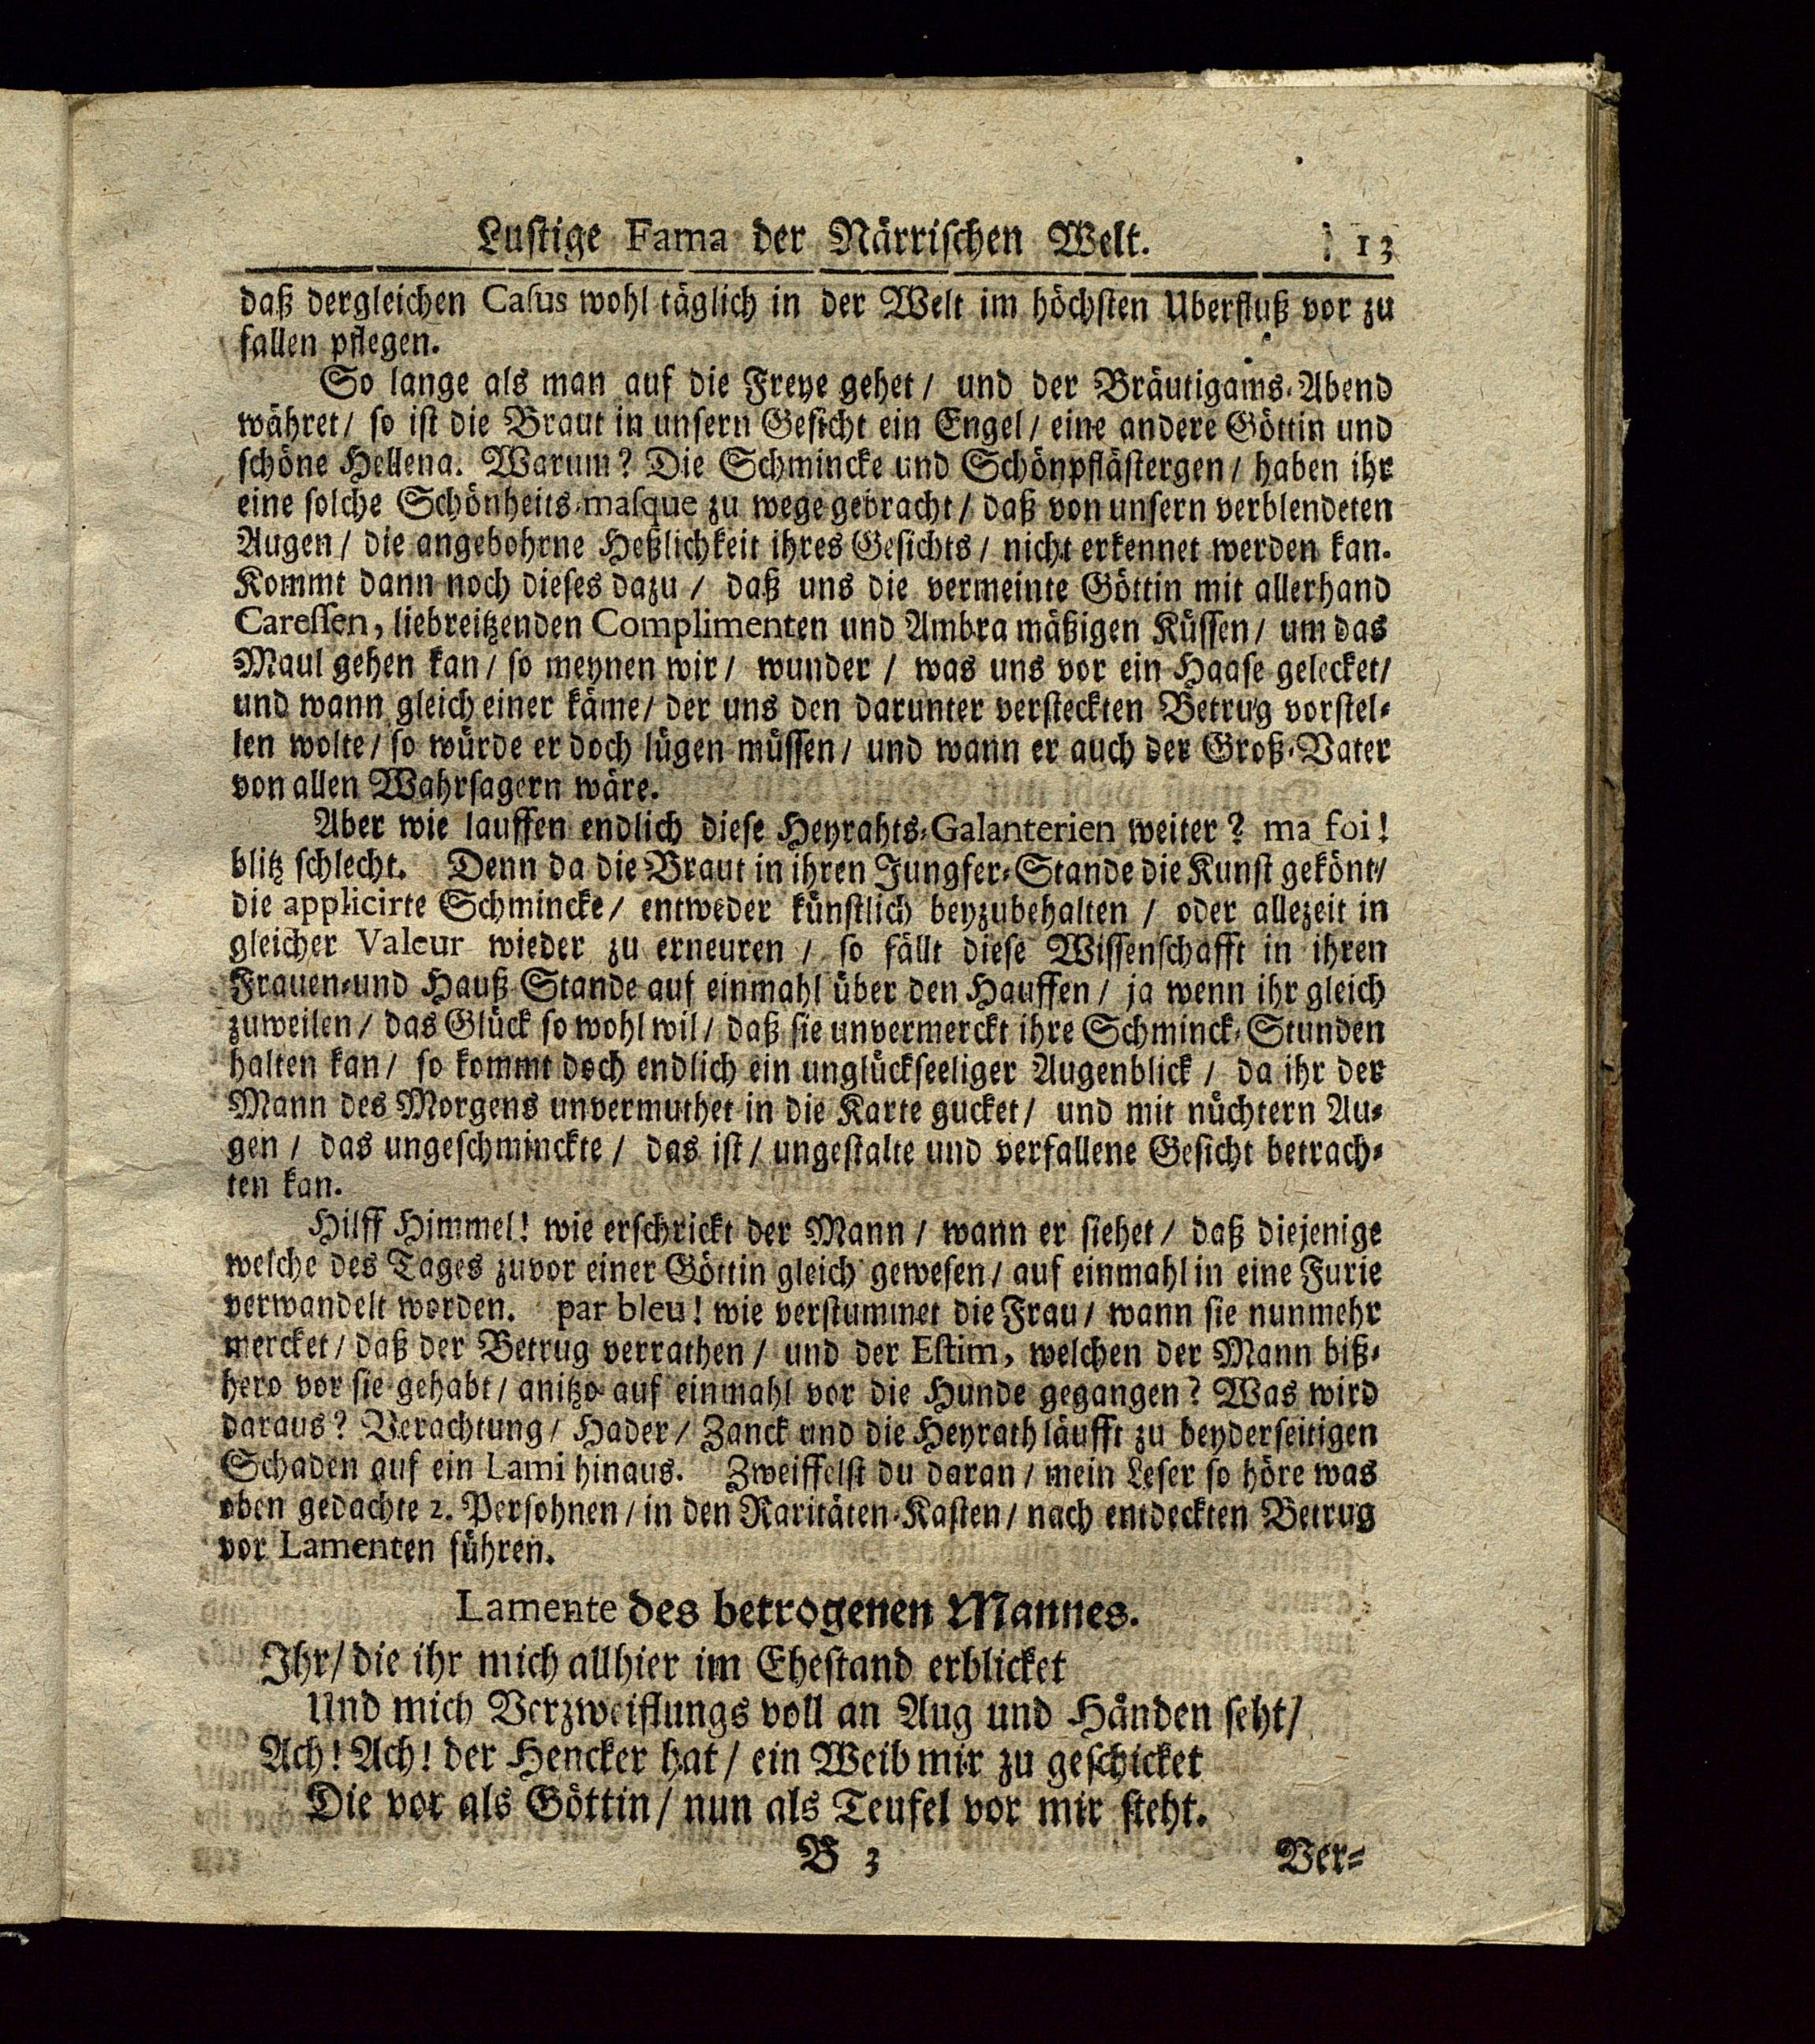 Lustige Fama der Närrischen Welt. 13
daß dergleichen Casus wohl täglich in der Welt im höchsten Uberfluß vor zu
fallen pflegen.
So lange als man auf die Freye gehet / und der Bräutigams-Abend
währet / so ist die Braut in unsern Gesicht ein Engel / eine andere Göttin und
schöne Hellena. Warum? Die Schmincke und Schönpflästergen / haben ihr
eine solche Schönheits-masque zu wege gebracht / daß von unsern verblendeten
Augen / die angebohrne Heßlichkeit ihres Gesichts / nicht erkennet werden kan.
Kommt dann noch dieses dazu / daß uns die vermeinte Göttin mit allerhand
Caressen, liebreitzenden Complimenten und Ambra mäßigen Küssen / um das
Maul gehen kan / so meynen wir / wunder / was uns vor ein Haase gelecket /
und wann gleich einer käme / der uns den darunter versteckten Betrug vorstel-
len wolte / so würde er doch lügen müssen / und wann er auch der Groß-Vater
von allen Wahrsagern wäre.
Aber wie lauffen endlich diese Heyrahts-Galanterien weiter? ma foi!
blitz schlecht. Denn da die Braut in ihren Jungfer-Stande die Kunst gekönt /
die applicirte Schmincke / entweder künstlich beyzubehalten / oder allezeit in
gleicher Valeur wieder zu erneuren / so fällt diese Wissenschafft in ihren
Frauen-und Hauß-Stande auf einmahl über den Hauffen / ja wenn ihr gleich
zuweilen / das Glück so wohl wil / daß sie unvermerckt ihre Schminck-Stunden
halten kan / so kommt doch endlich ein unglückseeliger Augenblick / da ihr der
Mann des Morgens unvermuthet in die Karte gucket / und mit nüchtern Au-
gen / das ungeschminckte / das ist / ungestalte und verfallene Gesicht betrach-
ten kan.
Hilff Himmel! wie erschrickt der Mann / wann er siehet / daß diejenige
welche des Tages zuvor einer Göttin gleich gewesen / auf einmahl in eine Furie
verwandelt worden. par bleu! wie verstummet die Frau / wann sie nunmehr
mercket / daß der Betrug verrathen / und der Estim, welchen der Mann biß-
hero vor sie gehabt / anitzo auf einmahl vor die Hunde gegangen? Was wird
daraus? Verachtung / Hader / Zanck und die Heyrath läufft zu beyderseitigen
Schaden auf ein Lami hinaus. Zweiffelst du daran / mein Leser so höre was
oben gedachte 2. Persohnen / in den Raritäten-Kasten / nach entdeckten Betrug
vor Lamenten führen.
Lamente des betrogenen Mannes.
Ihr / die ihr mich allhier im Ehestand erblicket
Und mich Verzweiflungs voll an Aug und Händen seht /
Ach! Ach! der Hencker hat / ein Weib mir zu geschicket
Die vor als Göttin / nun als Teufel vor mir steht.
B 3 Ver-